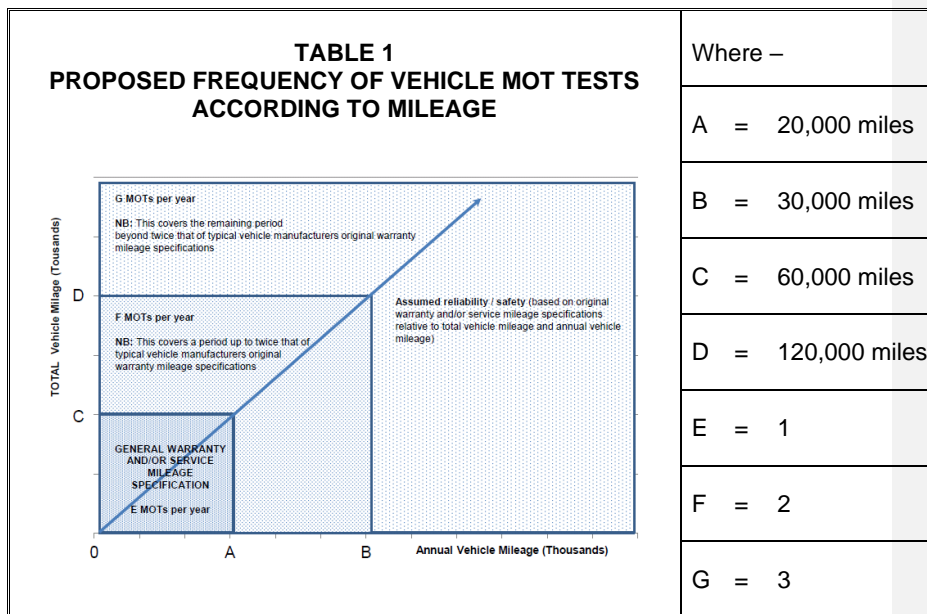 TABLE 1
PROPOSED FREQUENCY OF VEHICLE MOT TESTS
ACCORDING TO MILEAGE
TOTAL Vehicle Milage (Tousands)
G MOTs per year
NB: This covers the remaining period
beyond twice that of typical vehicle manufacturers original warranty
mileage specifications
D
F MOTs per year
NB: This covers a period up to twice that of
typical vehicle manufacturers original
warranty mileage specifications
Assumed reliability / safety (based on original
warranty and/or service mileage specifications
relative to total vehicle mileage and annual vehicle
mileage)
C
GENERAL WARRANTY
AND/OR SERVICE
MILEAGE
SPECIFICATION
E MOTs per year
0
A
B
Annual Vehicle Mileage (Thousands)
Where –
A = 20,000 miles
B = 30,000 miles
C = 60,000 miles
D = 120,000 miles
E = 1
F = 2
G = 3